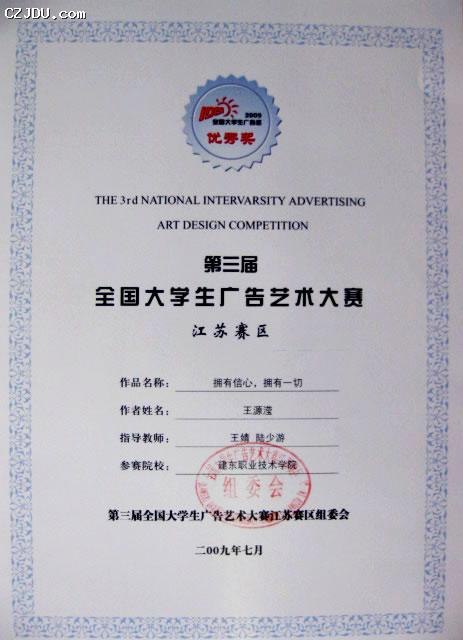 CZJDU.COM
2009
全国大学生广告奖
优秀奖
THE 3rd NATIONAL INTERVARSITY ADVERTISING
ART DESIGN COMPETITION
第三届
全国大学生广告艺术大赛
江苏赛区
作品名称： 拥有信心，拥有一切
作者姓名： 王源滢
指导教师： 王婧 陆少游
参赛院校： 建东职业技术学院
组委会
第三届全国大学生广告艺术大赛江苏赛区组委会
二00九年七月